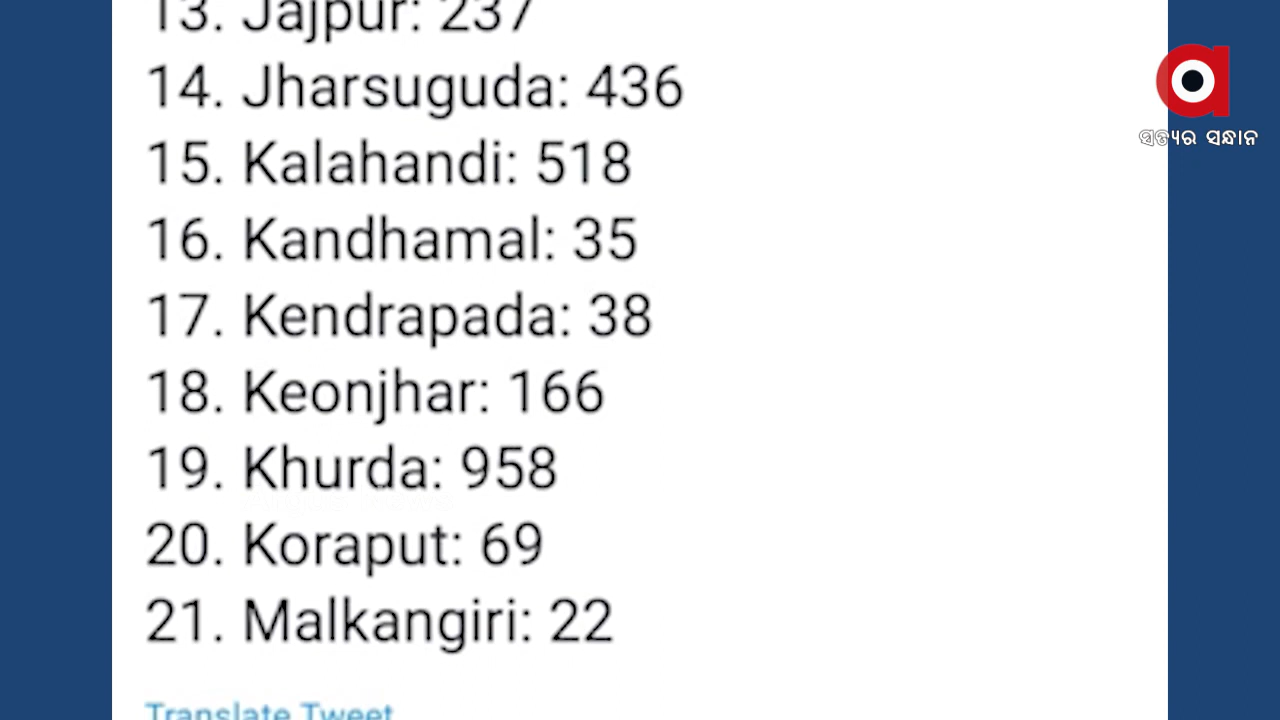 13. Jajpur: 237
14. Jharsuguda: 436
ସତ୍ୟର ସନ୍ଧାନ
15. Kalahandi: 518
16. Kandhamal: 35
17. Kendrapada: 38
18. Keonjhar: 166
19. Khurda: 958
20. Koraput: 69
21. Malkangiri: 22
Translate Tweet